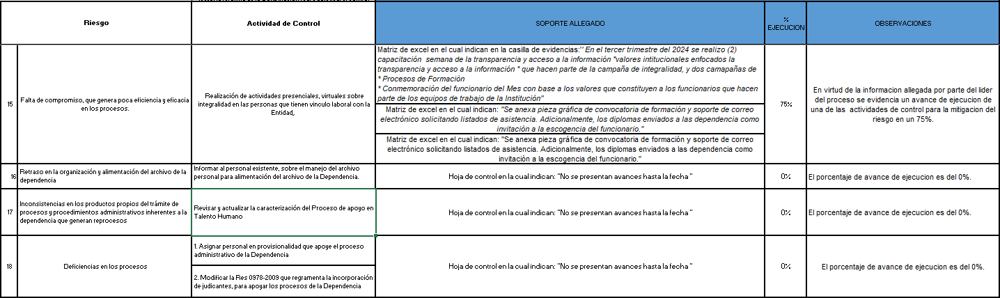 Riesgo
Actividad de Control
SOPORTE ALLEGADO
%
EJECUCION
OBSERVACIONES
15
Falta de compromiso, que genera poca eficiencia y eficacia
en los procesos.
Realización de actividades presenciales, virtuales sobre
integralidad en las personas que tienen vinculo laboral con la
Entidad,.
Matriz de excel en el cual indican en la casilla de evidencias:" En el tercer trimestre del 2024 se realizo (2)
capacitación semana de la transparencia y acceso a la información "valores intitucionales enfocados la
transparencia y acceso a la información " que hacen parte de la campaña de integralidad, y dos camapañas de
* Procesos de Formaciòn
* Conmemoraciòn del funcionario del Mes con base a los valores que constituyen a los funcionarios que hacen
parte de los equipos de trabajo de la Instituciòn"
Matriz de excel en el cual indican: "Se anexa pieza gráfica de convocatoria de formación y soporte de correo
electrónico solicitando listados de asistencia. Adicionalmente, los diplomas enviados a las dependencia como
invitaciòn a la escogencia del funcionario."
Matriz de excel en el cual indican: "Se anexa pieza gráfica de convocatoria de formación y soporte de correo
electrónico solicitando listados de asistencia. Adicionalmente, los diplomas enviados a las dependencia como
invitaciòn a la escogencia del funcionario."
75%
En virtud de la informacion allegada por parte del lider
del proceso se evidencia un avance de ejecucion de
una de las actividades de control para la mitigacion del
riesgo en un 75%.
16
Retraso en la organización y alimentación del archivo de la
dependencia
Informar al personal existente, sobre el manejo del archivo
personal para alimentación del archivo de la Dependencia.
Hoja de control en la cual indican: "No se presentan avances hasta la fecha "
0%
El porcentaje de avance de ejecucion es del 0%.
17
Inconsistencias en los productos propios del trámite de
procesos y procedimientos administrativos inherentes a la
dependencia que generan reprocesos
Revisar y actualizar la caracterización del Proceso de apoyo en
Talento Humano
Hoja de control en la cual indican: "No se presentan avances hasta la fecha "
0%
El porcentaje de avance de ejecucion es del 0%.
18
Deficiencias en los procesos
1. Asignar personal en provisionalidad que apoye el proceso
administrativo de la Dependencia
2. Modificar la Res 0978-2009 que regramenta la incorporación
de judicantes, para apoyar los procesos de la Dependencia
Hoja de control en la cual indican: "No se presentan avances hasta la fecha "
0%
El porcentaje de avance de ejecucion es del 0%.